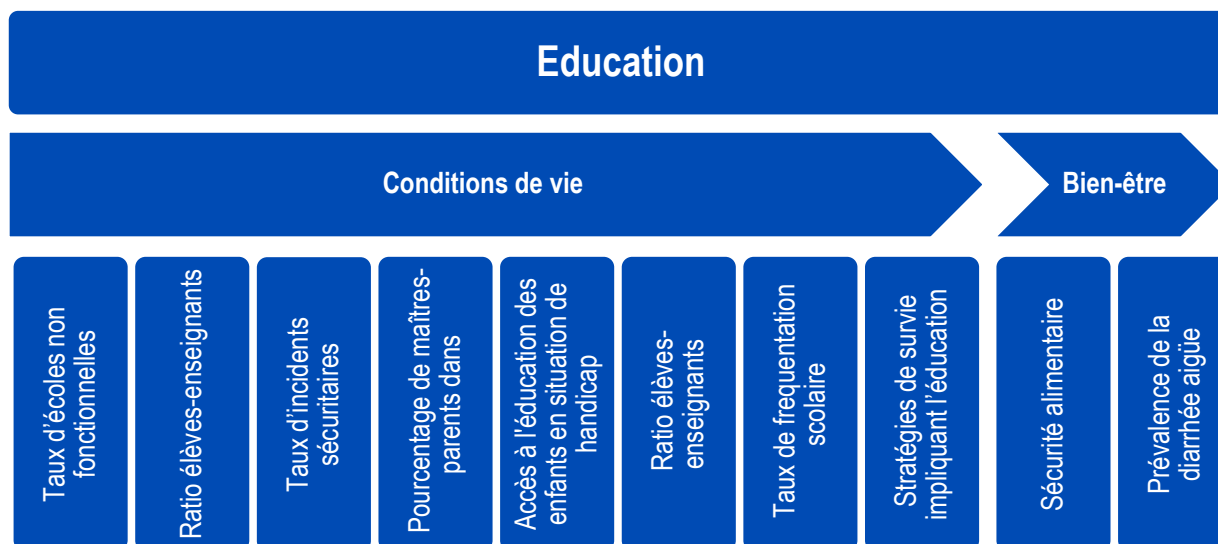 Education
Conditions de vie
Bien-être
Taux d'écoles non
fonctionnelles
Ratio élèves-enseignants
Taux d'incidents
sécuritaires
Pourcentage de maîtres-
parents dans
Accès à l'éducation des
enfants en situation de
handicap
Ratio élèves-
enseignants
Taux de frequentation
scolaire
Stratégies de survie
impliquant l'éducation
Sécurité alimentaire
Prévalence de la
diarrhée aigüe